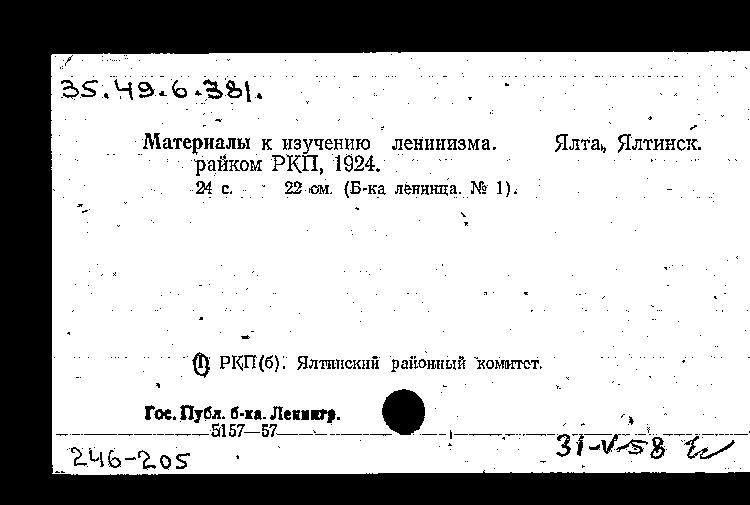 35.49.6.381.
Материалы к изучению ленинизма. Ялта, Ялтинск.
райком РКП, 1924.
24 с. 22 см. (Б-ка ленинца. № 1).
1 РКП(б). Ялтинский районный комитет.
Гос. Публ. б-ка. Ленингр.
5157—57
246-205
31-V-58